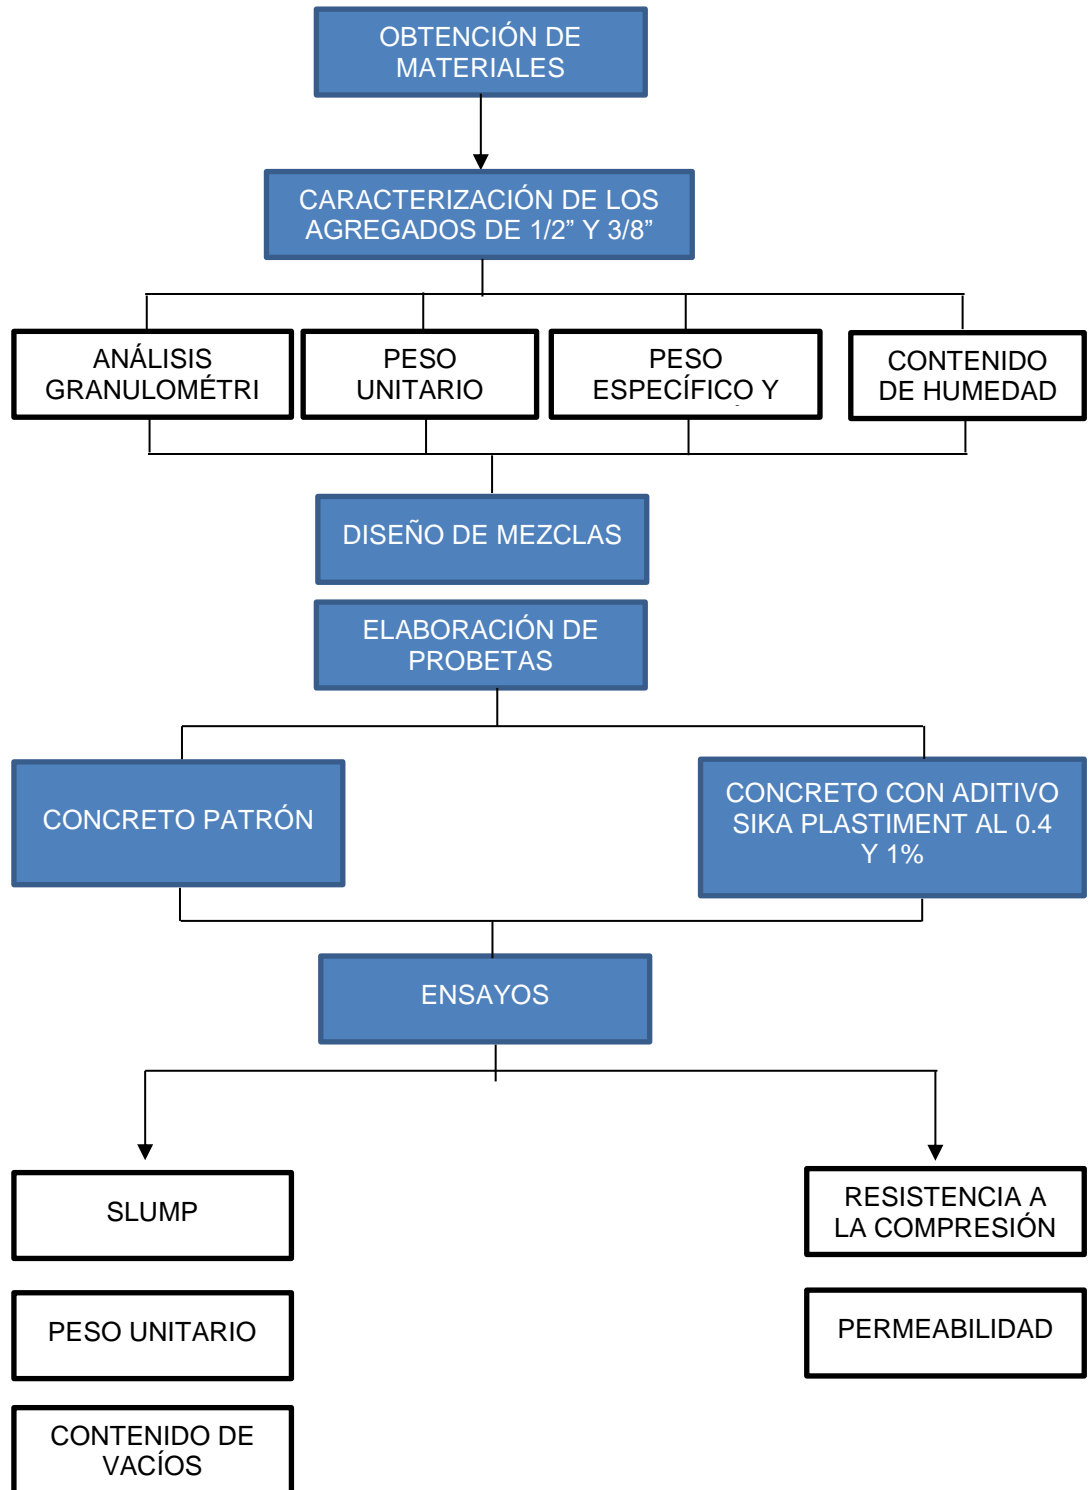 OBTENCIÓN DE
MATERIALES
CARACTERIZACIÓN DE LOS
AGREGADOS DE 1/2” Y 3/8”
ANÁLISIS
GRANULOMÉTRI
PESO
UNITARIO
PESO
ESPECÍFICO Y
CONTENIDO
DE HUMEDAD
DISEÑO DE MEZCLAS
ELABORACIÓN DE
PROBETAS
CONCRETO PATRÓN
CONCRETO CON ADITIVO
SIKA PLASTIMENT AL 0.4
Y 1%
ENSAYOS
SLUMP
RESISTENCIA A
LA COMPRESIÓN
PESO UNITARIO
PERMEABILIDAD
CONTENIDO DE
VACÍOS